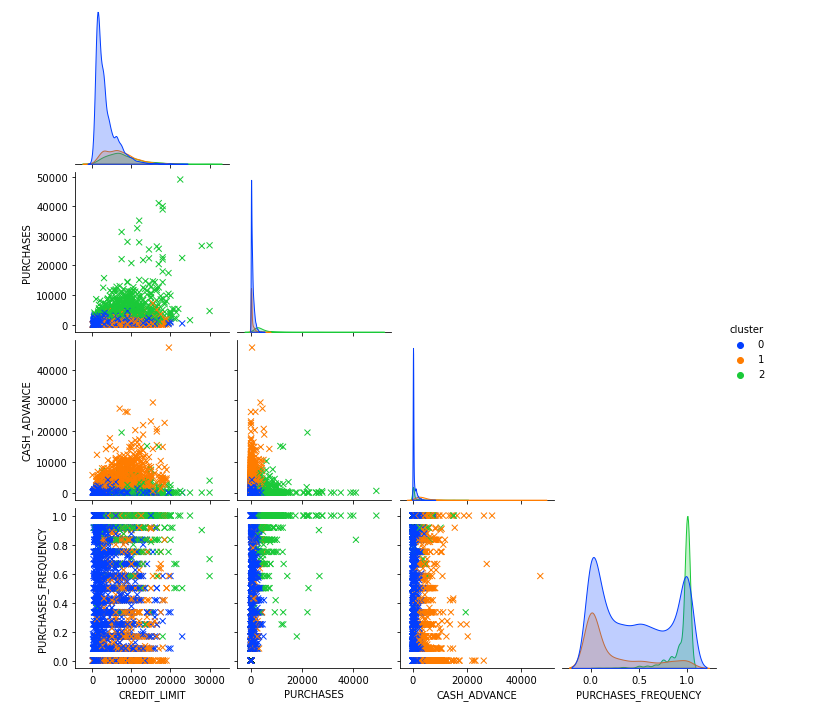 50000
40000
30000
20000
10000
0
PURCHASES
40000
30000
20000
10000
0
CASH_ADVANCE
1.0
0.8
0.6
0.4
0.2
0.0
PURCHASES_FREQUENCY
0 10000 20000 30000
CREDIT_LIMIT
0 20000 40000
PURCHASES
0 20000 40000
CASH_ADVANCE
0.0 0.5 1.0
PURCHASES_FREQUENCY
cluster
0
1
2